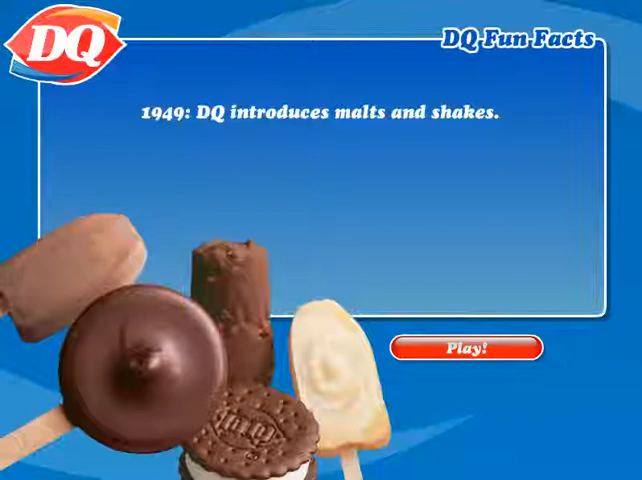 DQ
DQ Fun Facts
1949: DQ introduces malts and shakes.
Play!
DQ